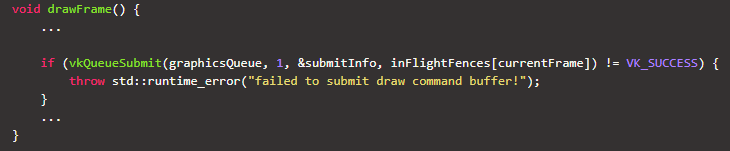 void drawFrame() {
    ...

    if (vkQueueSubmit(graphicsQueue, 1, &submitInfo, inFlightFences[currentFrame]) != VK_SUCCESS) {
        throw std::runtime_error("failed to submit draw command buffer!");
    }
    ...
}